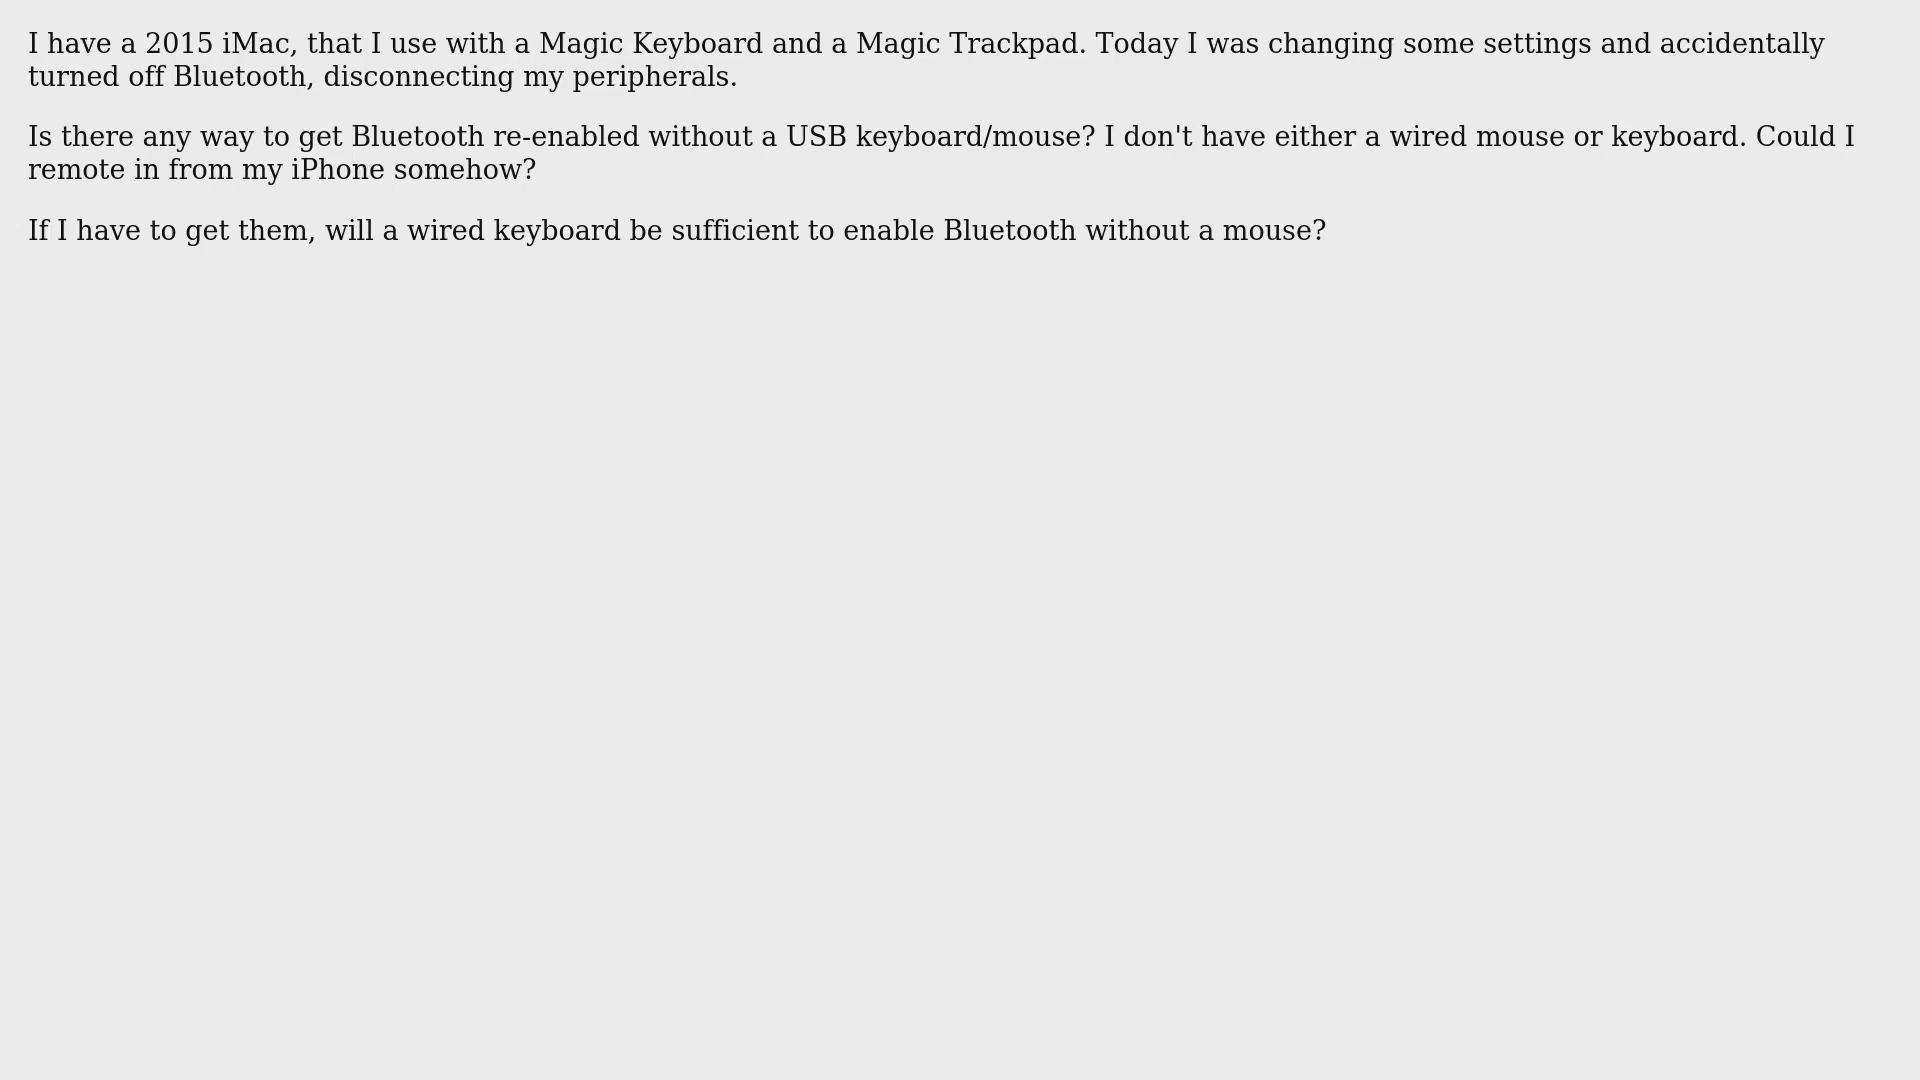 I have a 2015 iMac, that I use with a Magic Keyboard and a Magic Trackpad. Today I was changing some settings and accidentally
turned off Bluetooth, disconnecting my peripherals.
Is there any way to get Bluetooth re-enabled without a USB keyboard/mouse? I don't have either a wired mouse or keyboard. Could I
remote in from my iPhone somehow?
If I have to get them, will a wired keyboard be sufficient to enable Bluetooth without a mouse?